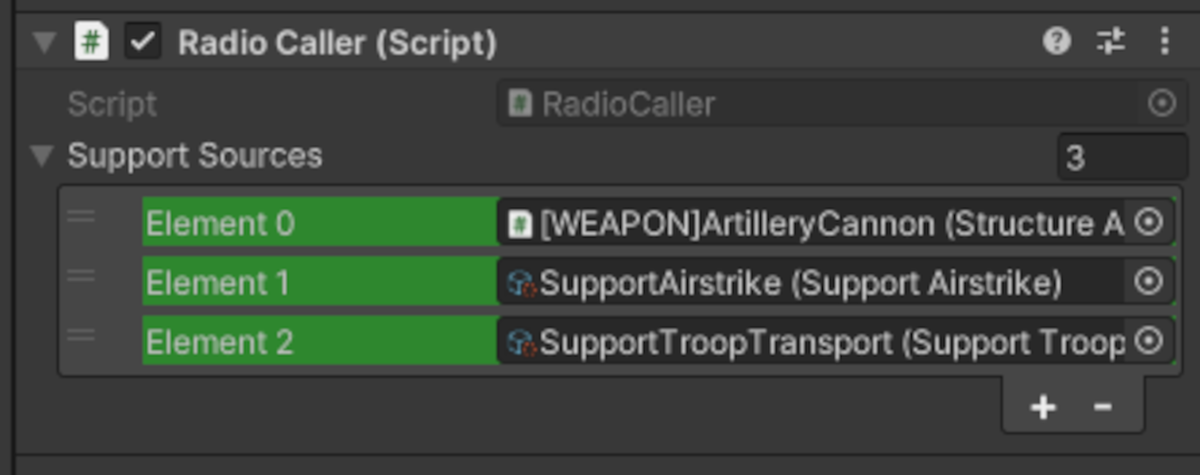 Radio Caller (Script)
Script
RadioCaller
Support Sources
3
Element 0
[WEAPON]ArtilleryCannon (Structure A
Element 1
SupportAirstrike (Support Airstrike)
Element 2
SupportTroopTransport (Support Troop